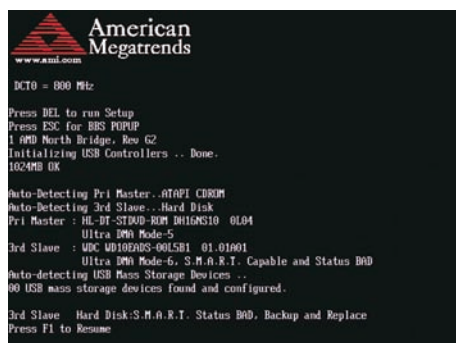 American
Megatrends
www.ami.com
DCT0 = 800 MHz
Press DEL to run Setup
Press ESC for BBS POPUP
1 AMD North Bridge, Rev G2
Initializing USB Controllers .. Done.
1024MB OK
Auto-Detecting Pri Master..ATAPI CDROM
Auto-Detecting 3rd Slave...Hard Disk
Pri Master : HL-DT-STDVD-ROM DH16NS10 0L04
Ultra DMA Mode-5
3rd Slave : WDC WD10EADS-00L5B1 01.01A01
Ultra DMA Mode-6, S.M.A.R.T. Capable and Status BAD
Auto-detecting USB Mass Storage Devices ..
00 USB mass storage devices found and configured.
3rd Slave Hard Disk:S.M.A.R.T. Status BAD, Backup and Replace
Press F1 to Resume